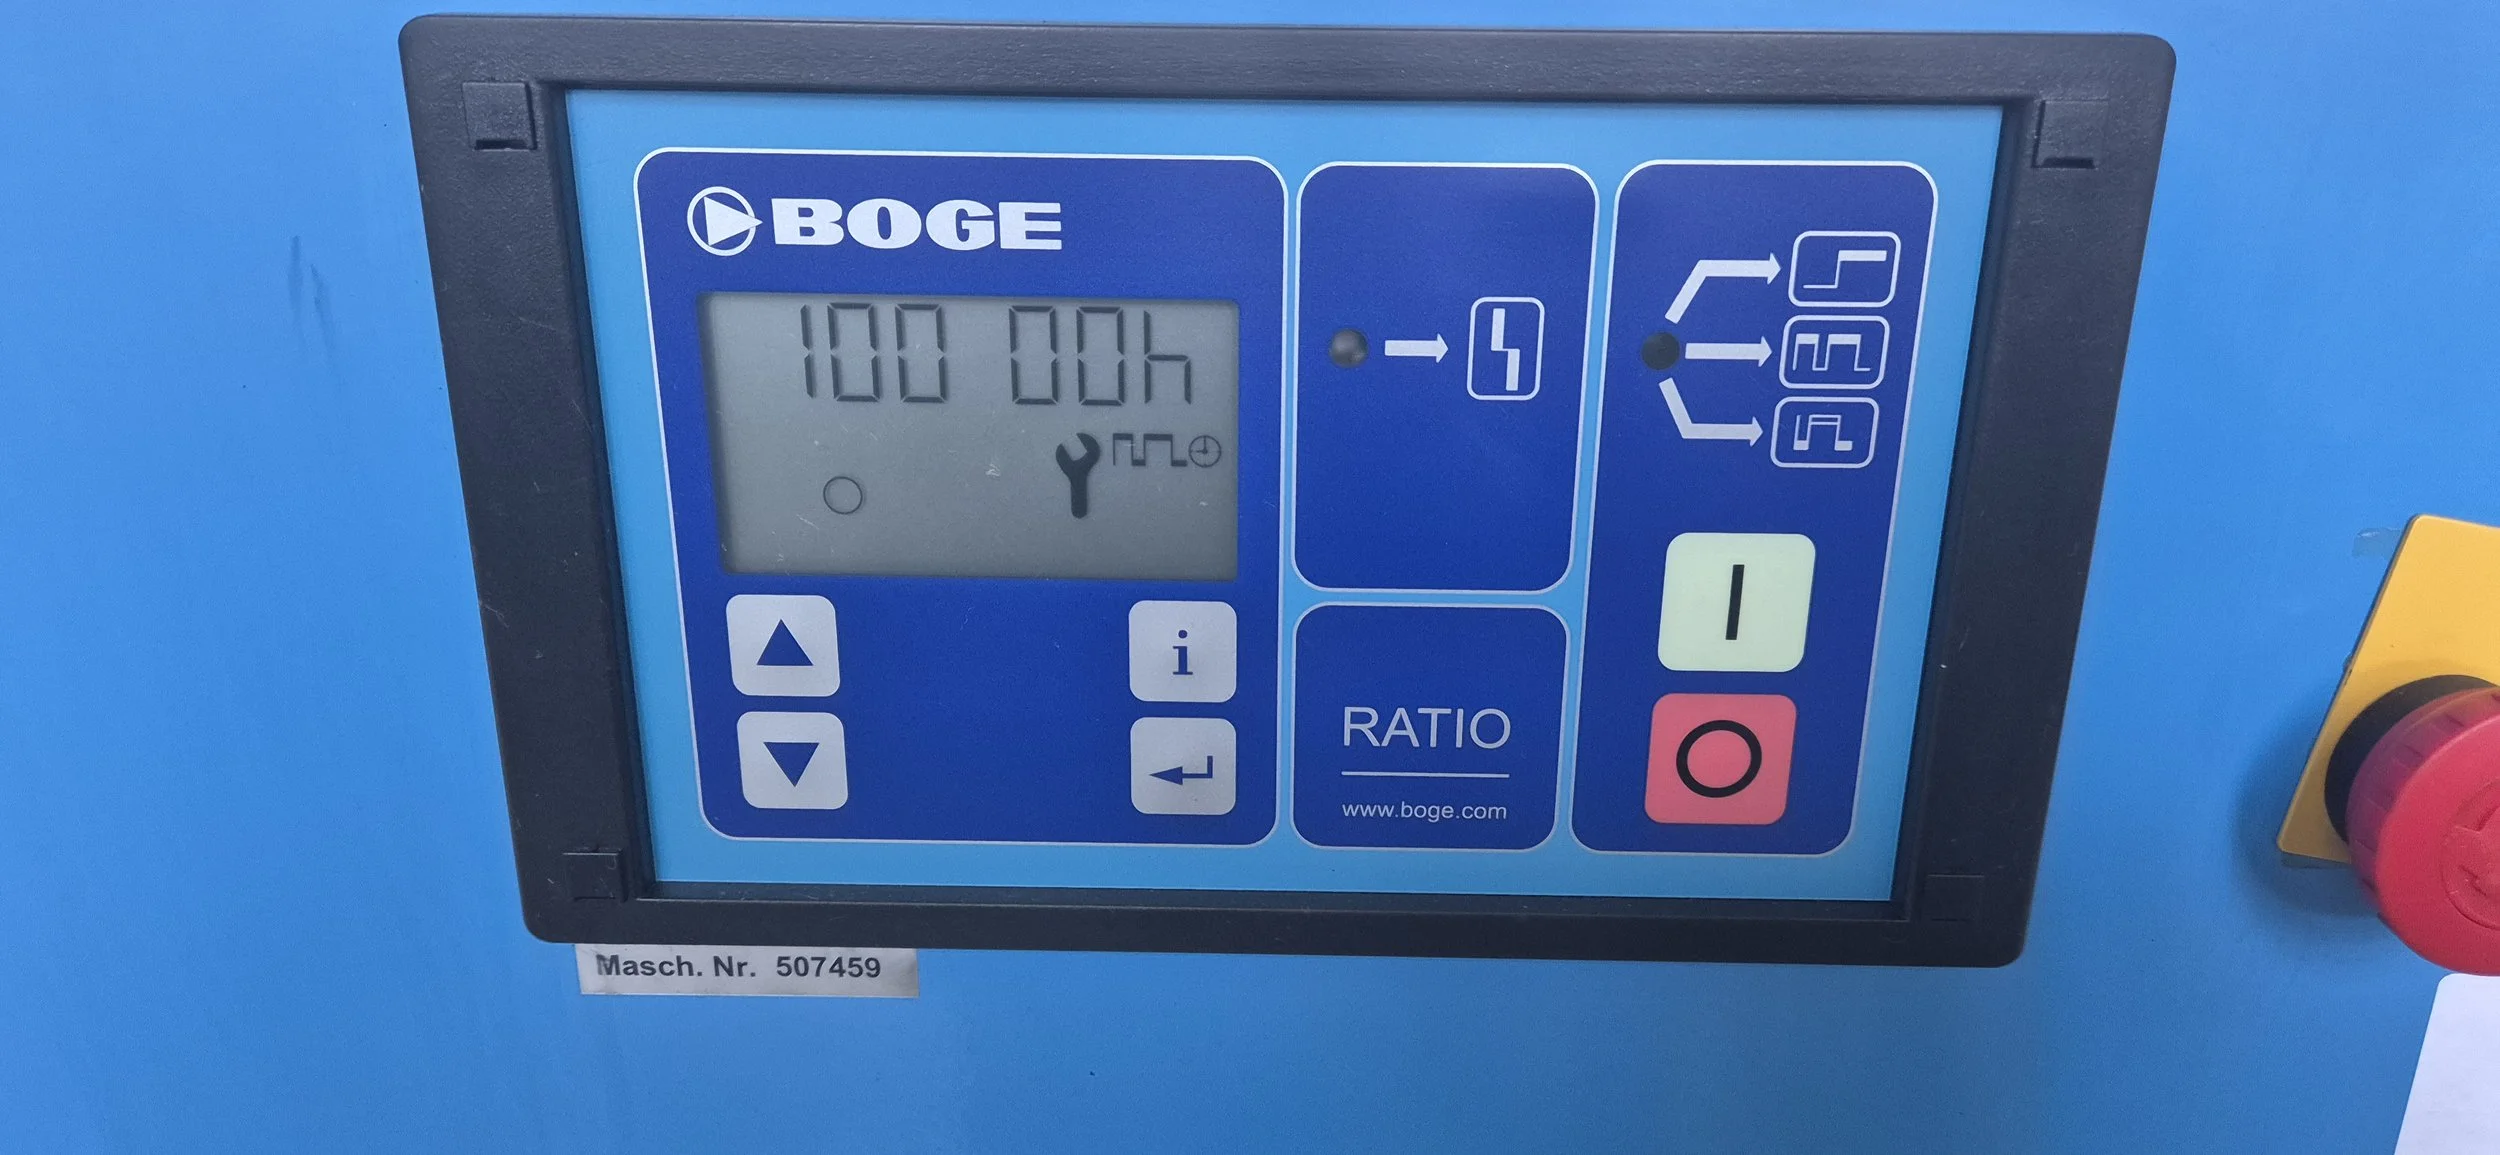 BOGE
100 00h
i
RATIO
www.boge.com
Masch. Nr. 507459